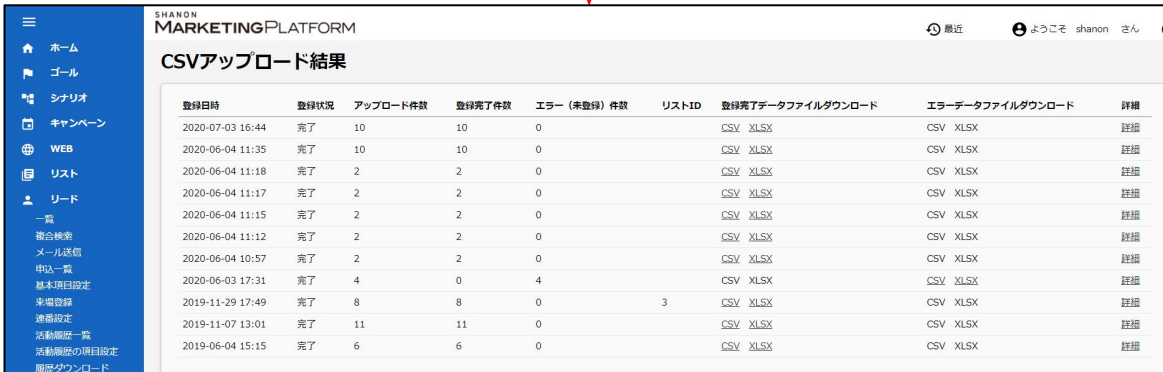 SHANON
MARKETINGPLATFORM
最近 ようこそ shanon さん
ホーム
ゴール
シナリオ
キャンペーン
WEB
リスト
リード
一覧
複合検索
メール送信
申込一覧
基本項目設定
来場登録
連番設定
活動履歴一覧
活動履歴の項目設定
履歴ダウンロード
CSVアップロード結果
登録日時 登録状況 アップロード件数 登録完了件数 エラー（未登録）件数 リストID 登録完了データファイルダウンロード エラーデータファイルダウンロード 詳細
2020-07-03 16:44 完了 10 10 0 CSV XLSX CSV XLSX 詳細
2020-06-04 11:35 完了 10 10 0 CSV XLSX CSV XLSX 詳細
2020-06-04 11:18 完了 2 2 0 CSV XLSX CSV XLSX 詳細
2020-06-04 11:17 完了 2 2 0 CSV XLSX CSV XLSX 詳細
2020-06-04 11:15 完了 2 2 0 CSV XLSX CSV XLSX 詳細
2020-06-04 11:12 完了 2 2 0 CSV XLSX CSV XLSX 詳細
2020-06-04 10:57 完了 2 2 0 CSV XLSX CSV XLSX 詳細
2020-06-03 17:31 完了 4 0 4 CSV XLSX CSV XLSX 詳細
2019-11-29 17:49 完了 8 8 0 3 CSV XLSX CSV XLSX 詳細
2019-11-07 13:01 完了 11 11 0 CSV XLSX CSV XLSX 詳細
2019-06-04 15:15 完了 6 6 0 CSV XLSX CSV XLSX 詳細